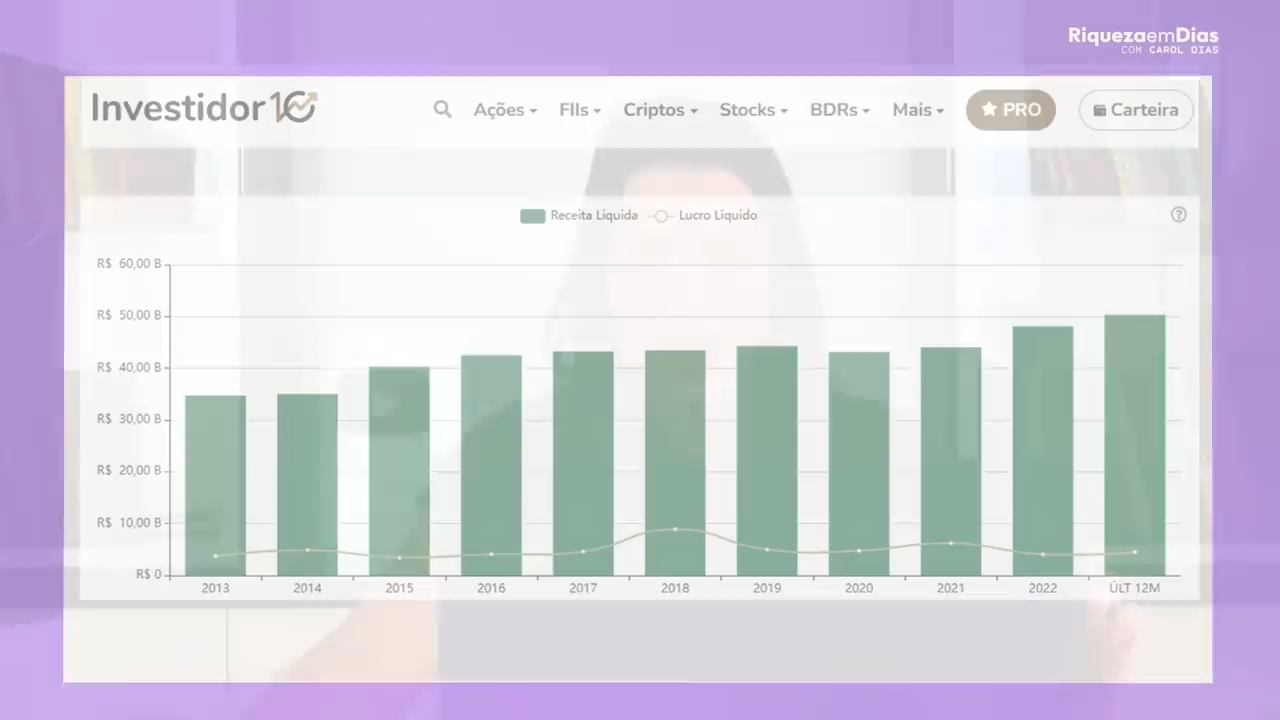 RiquezaemDias
COM CAROL DIAS
Investidor10
Ações FIIs Criptos Stocks BDRs Mais PRO Carteira
Receita Líquida Lucro Líquido ?
R$ 60,00 B
R$ 50,00 B
R$ 40,00 B
R$ 30,00 B
R$ 20,00 B
R$ 10,00 B
R$ 0
2013 2014 2015 2016 2017 2018 2019 2020 2021 2022 ÚLT 12M